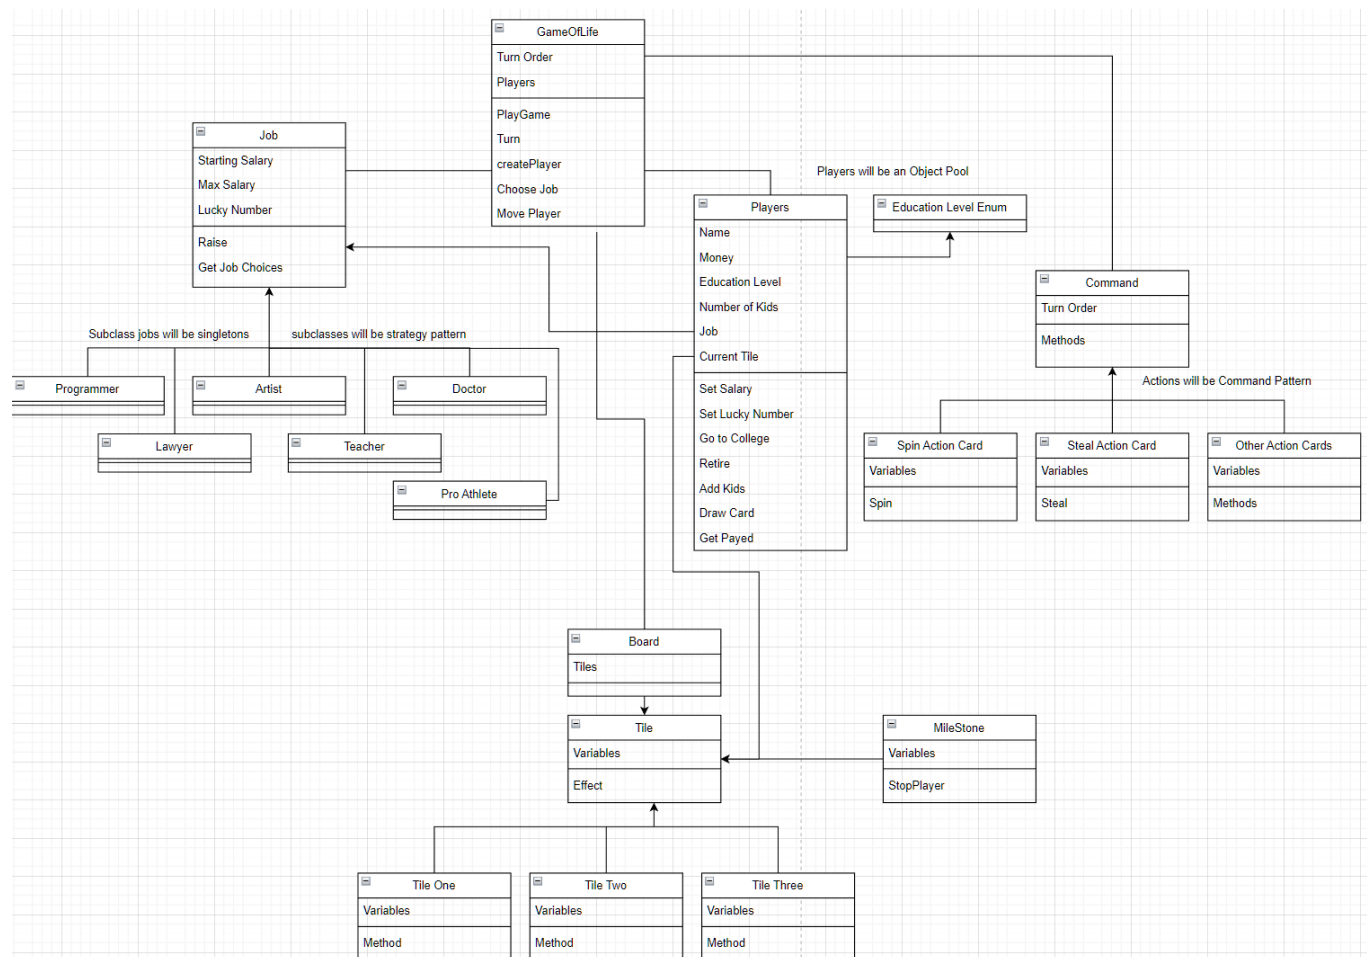 GameOfLife
Turn Order
Players
PlayGame
Turn
createPlayer
Choose Job
Move Player
Job
Starting Salary
Max Salary
Lucky Number
Raise
Get Job Choices
Players will be an Object Pool
Players
Name
Money
Education Level
Number of Kids
Job
Current Tile
Set Salary
Set Lucky Number
Go to College
Retire
Add Kids
Draw Card
Get Payed
Education Level Enum
Command
Turn Order
Methods
Actions will be Command Pattern
Subclass jobs will be singletons
subclasses will be strategy pattern
Programmer
Artist
Doctor
Lawyer
Teacher
Pro Athlete
Spin Action Card
Variables
Spin
Steal Action Card
Variables
Steal
Other Action Cards
Variables
Methods
Board
Tiles
Tile
Variables
Effect
MileStone
Variables
StopPlayer
Tile One
Variables
Method
Tile Two
Variables
Method
Tile Three
Variables
Method